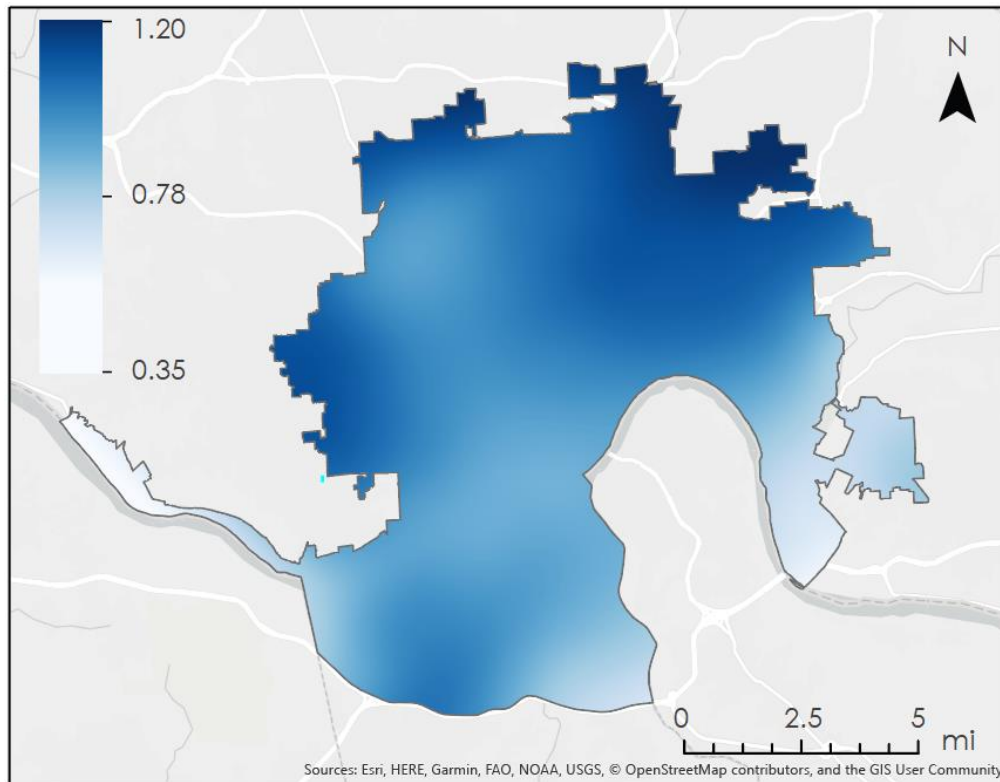 1.20
N
0.78
0.35
0 2.5 5
mi
Sources: Esri, HERE, Garmin, FAO, NOAA, USGS, © OpenStreetMap contributors, and the GIS User Community